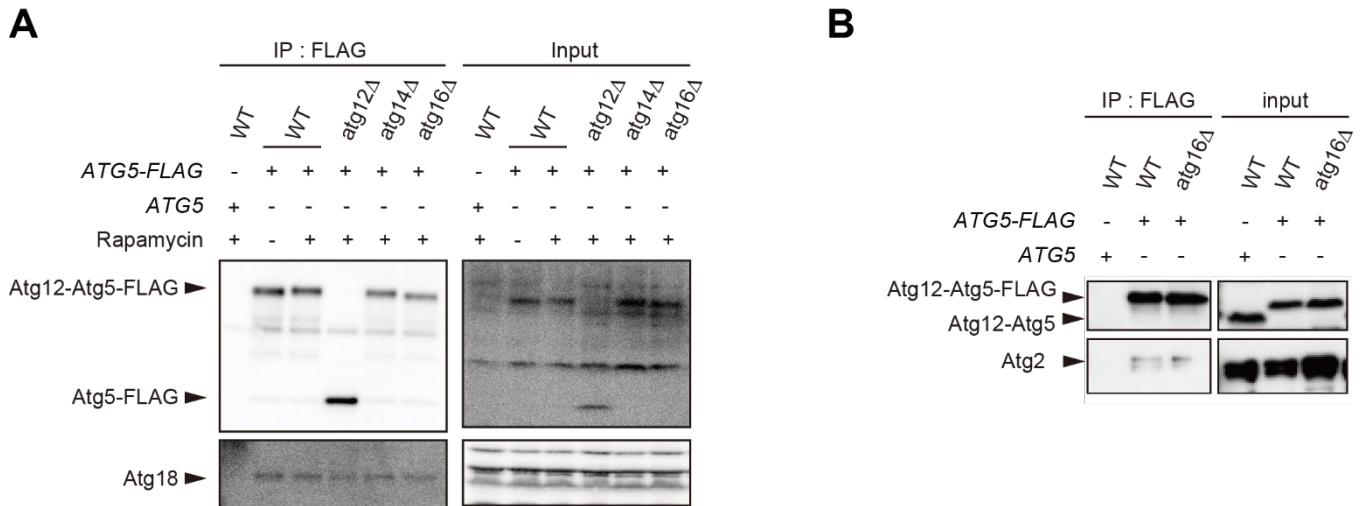 A
IP : FLAG
Input
WT
WT
atg12Δ
atg14Δ
atg16Δ
WT
WT
atg12Δ
atg14Δ
atg16Δ
ATG5-FLAG - + + + + + - + + + + +
ATG5 + - - - - - + - - - - -
Rapamycin + - + + + + + - + + + +
Atg12-Atg5-FLAG
Atg5-FLAG
Atg18
B
IP : FLAG
input
WT
WT
atg16Δ
WT
WT
atg16Δ
ATG5-FLAG - + + - + +
ATG5 + - - + - -
Atg12-Atg5-FLAG
Atg12-Atg5
Atg2